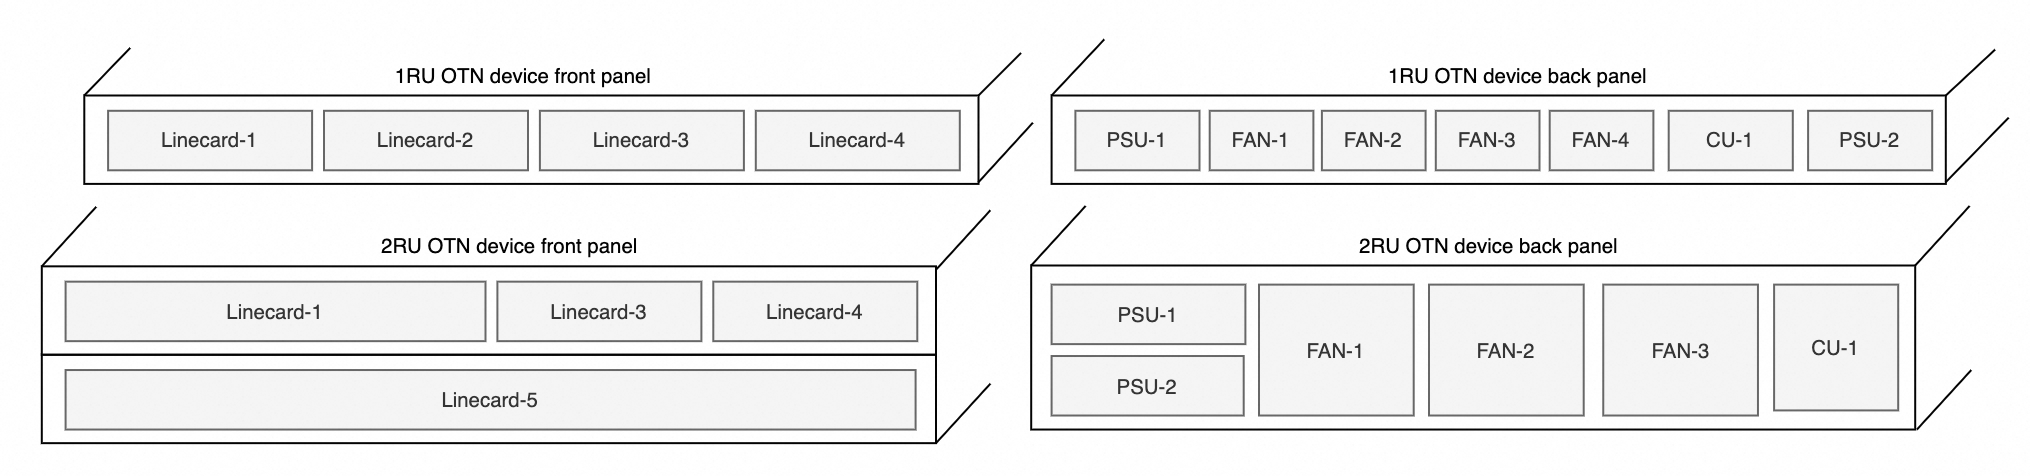 1RU OTN device front panel
Linecard-1 Linecard-2 Linecard-3 Linecard-4
1RU OTN device back panel
PSU-1 FAN-1 FAN-2 FAN-3 FAN-4 CU-1 PSU-2
2RU OTN device front panel
Linecard-1 Linecard-3 Linecard-4
Linecard-5
2RU OTN device back panel
PSU-1
PSU-2
FAN-1 FAN-2 FAN-3 CU-1